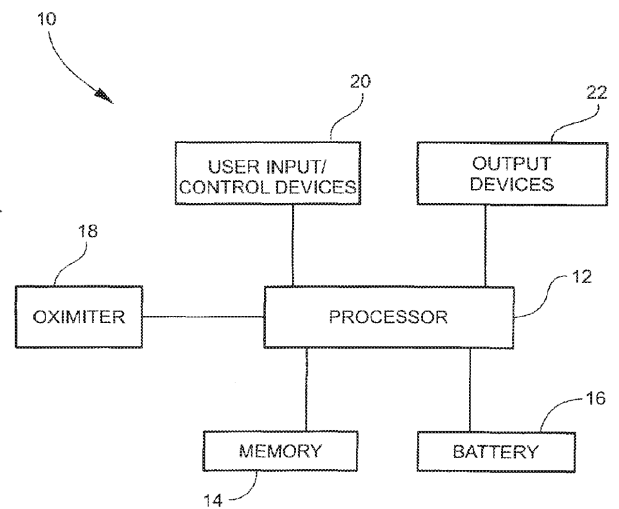 10
20
22
USER INPUT/
CONTROL DEVICES
OUTPUT
DEVICES
18
12
OXIMITER
PROCESSOR
16
MEMORY
BATTERY
14